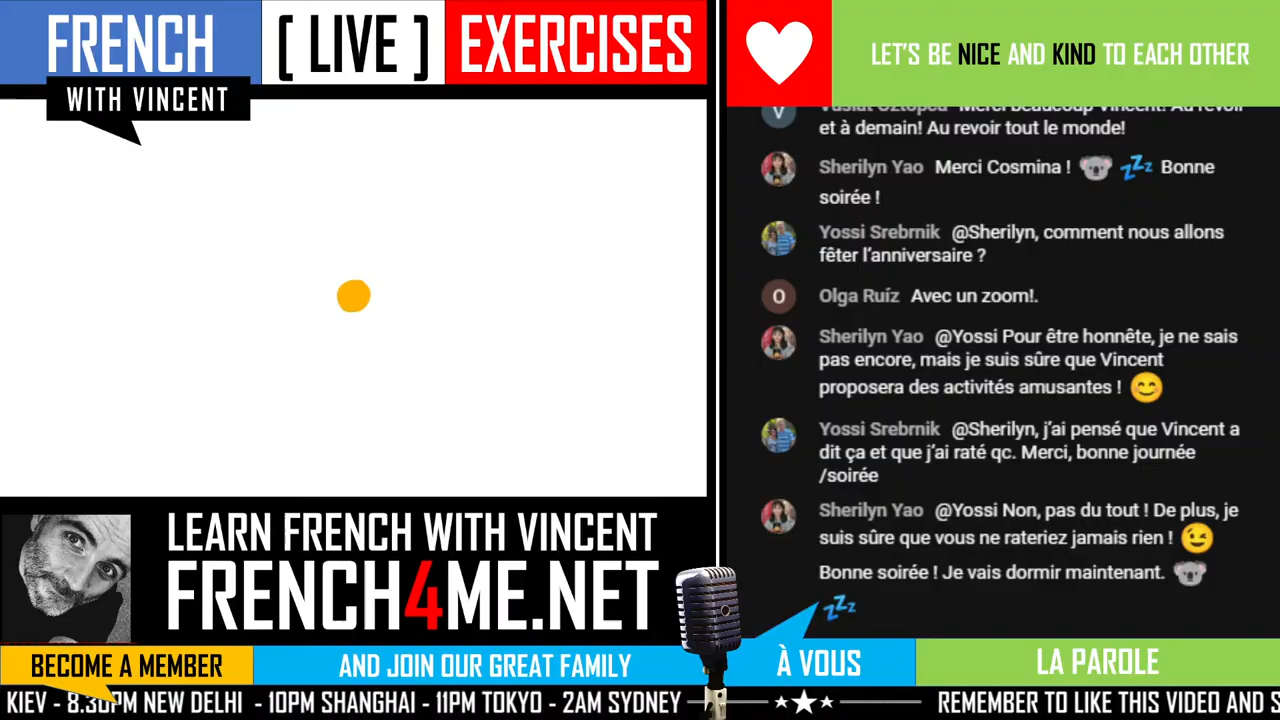 FRENCH [ LIVE ] EXERCISES
WITH VINCENT
LET'S BE NICE AND KIND TO EACH OTHER
Merci beaucoup Vincent! Au revoir
et à demain! Au revoir tout le monde!
Sherilyn Yao Merci Cosmina ! 🐨 💤 Bonne
soirée !
Yossi Srebrnik @Sherilyn, comment nous allons
fêter l'anniversaire ?
O Olga Ruíz Avec un zoom!.
Sherilyn Yao @Yossi Pour être honnête, je ne sais
pas encore, mais je suis sûre que Vincent
proposera des activités amusantes ! 😊
Yossi Srebrnik @Sherilyn, j'ai pensé que Vincent a
dit ça et que j'ai raté qc. Merci, bonne journée
/soirée
Sherilyn Yao @Yossi Non, pas du tout ! De plus, je
suis sûre que vous ne rateriez jamais rien ! 😉
Bonne soirée ! Je vais dormir maintenant. 🐨
💤
LEARN FRENCH WITH VINCENT
FRENCH4ME.NET
BECOME A MEMBER AND JOIN OUR GREAT FAMILY
À VOUS LA PAROLE
KIEV - 8.30PM NEW DELHI - 10PM SHANGHAI - 11PM TOKYO - 2AM SYDNEY
REMEMBER TO LIKE THIS VIDEO AND S